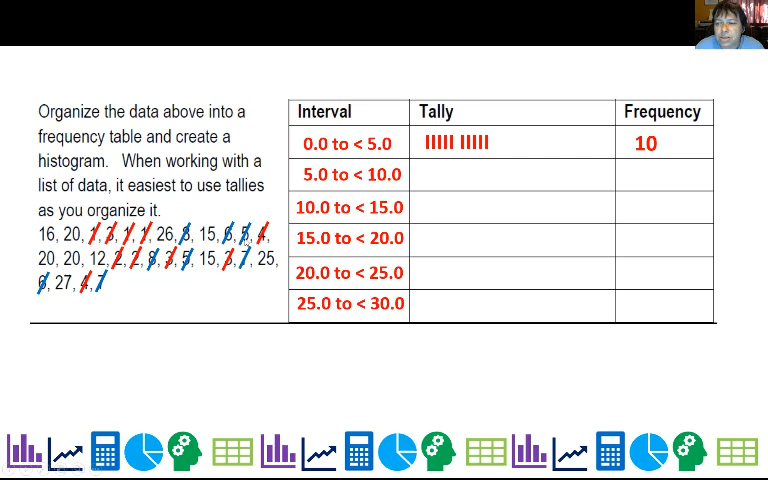 Organize the data above into a
frequency table and create a
histogram. When working with a
list of data, it easiest to use tallies
as you organize it.
16, 20, 1, 3, 1, 1, 26, 8, 15, 6, 5, 4,
20, 20, 12, 2, 2, 8, 3, 5, 15, 3, 7, 25,
6, 27, 4, 7
Interval Tally Frequency
0.0 to < 5.0 IIIII IIIII 10
5.0 to < 10.0
10.0 to < 15.0
15.0 to < 20.0
20.0 to < 25.0
25.0 to < 30.0